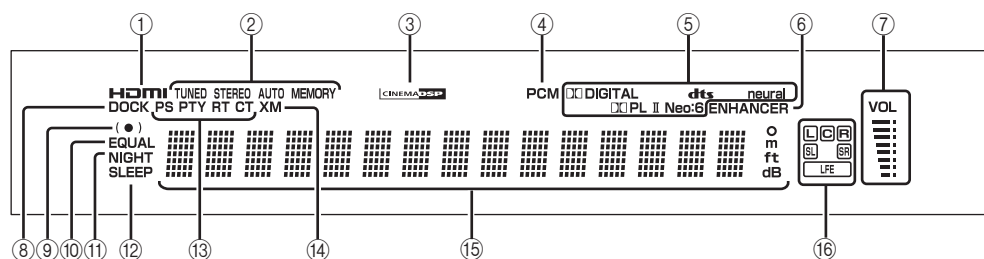 ① ② ③ ④ ⑤ ⑥ ⑦
HDMI TUNED STEREO AUTO MEMORY CINEMA DSP PCM DIGITAL dts neural VOL
DOCK PS PTY RT CT XM PL II Neo:6 ENHANCER
EQUAL
NIGHT
SLEEP
o
m
ft
dB
L C R
SL SR
LFE
⑧ ⑨ ⑩ ⑪ ⑫ ⑬ ⑭ ⑮ ⑯